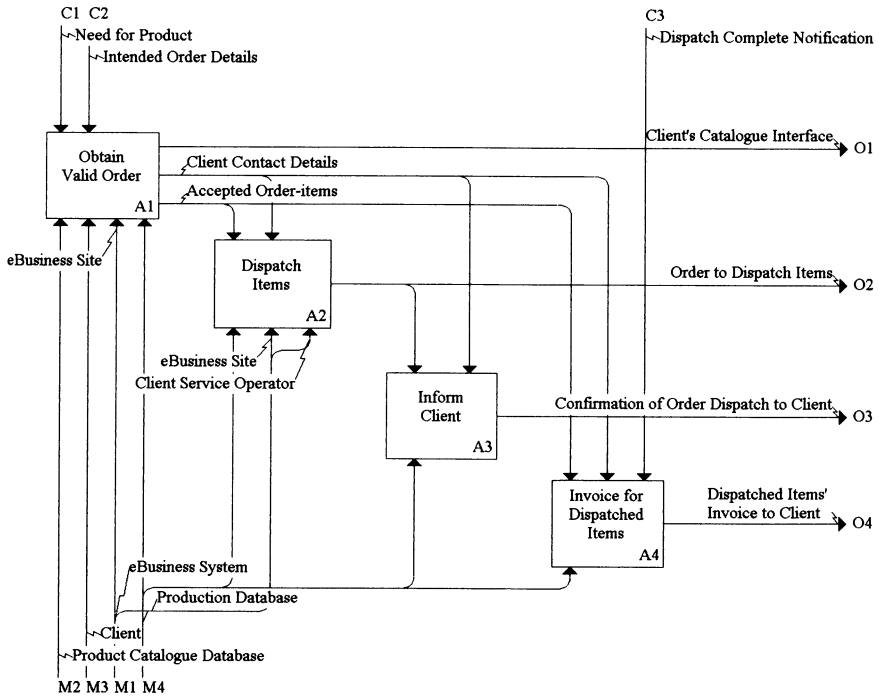 C1 C2
C3
Need for Product
Dispatch Complete Notification
Intended Order Details
Client's Catalogue Interface
O1
Obtain
Valid Order
A1
Client Contact Details
Accepted Order-items
eBusiness Site
Dispatch
Items
A2
Order to Dispatch Items
O2
eBusiness Site
Client Service Operator
Inform
Client
A3
Confirmation of Order Dispatch to Client
O3
Invoice for
Dispatched
Items
A4
Dispatched Items'
Invoice to Client
O4
eBusiness System
Production Database
Client
Product Catalogue Database
M2 M3 M1 M4